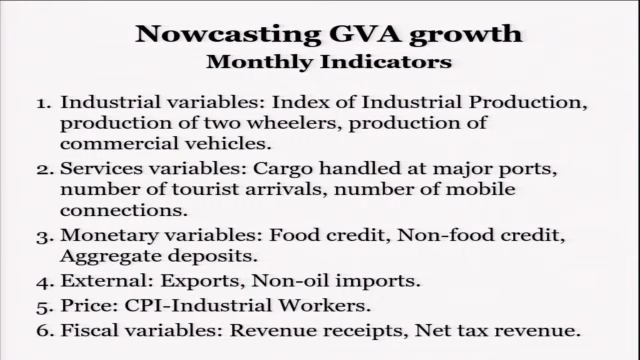 Nowcasting GVA growth
Monthly Indicators
1. Industrial variables: Index of Industrial Production,
production of two wheelers, production of
commercial vehicles.
2. Services variables: Cargo handled at major ports,
number of tourist arrivals, number of mobile
connections.
3. Monetary variables: Food credit, Non-food credit,
Aggregate deposits.
4. External: Exports, Non-oil imports.
5. Price: CPI-Industrial Workers.
6. Fiscal variables: Revenue receipts, Net tax revenue.